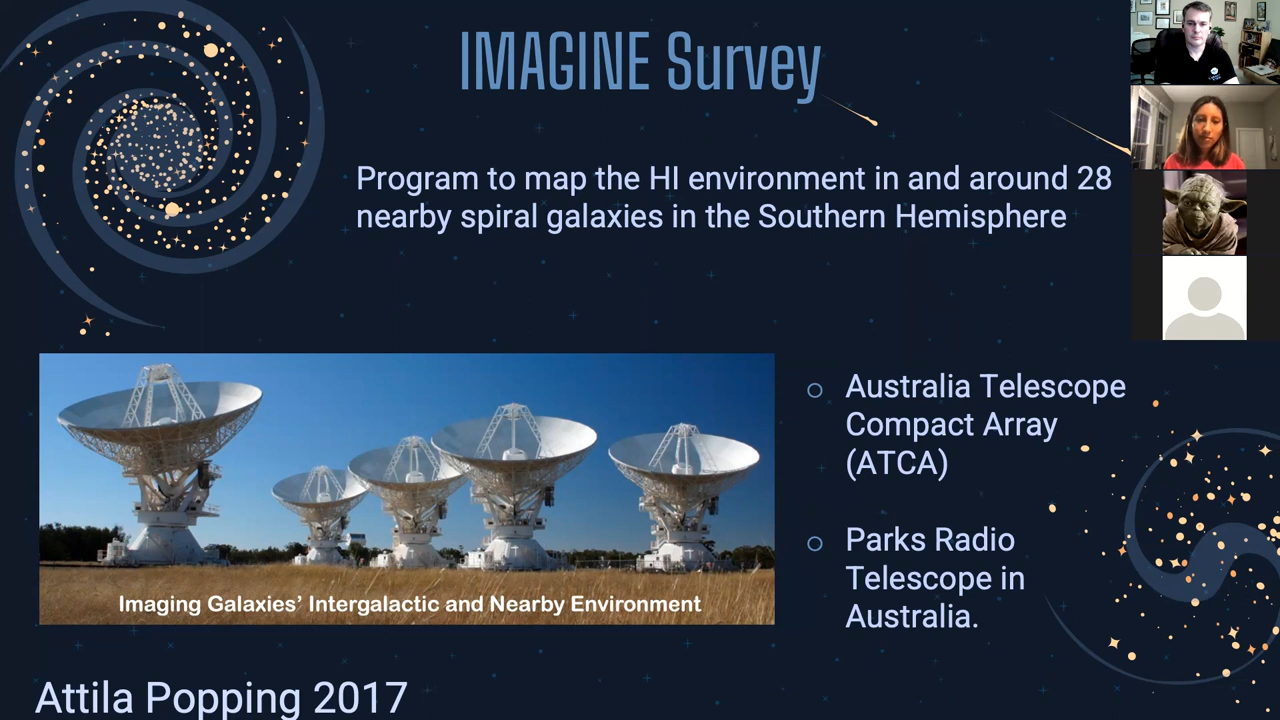 IMAGINE Survey
Program to map the HI environment in and around 28
nearby spiral galaxies in the Southern Hemisphere
Imaging Galaxies' Intergalactic and Nearby Environment
Australia Telescope
Compact Array
(ATCA)
Parks Radio
Telescope in
Australia.
Attila Popping 2017